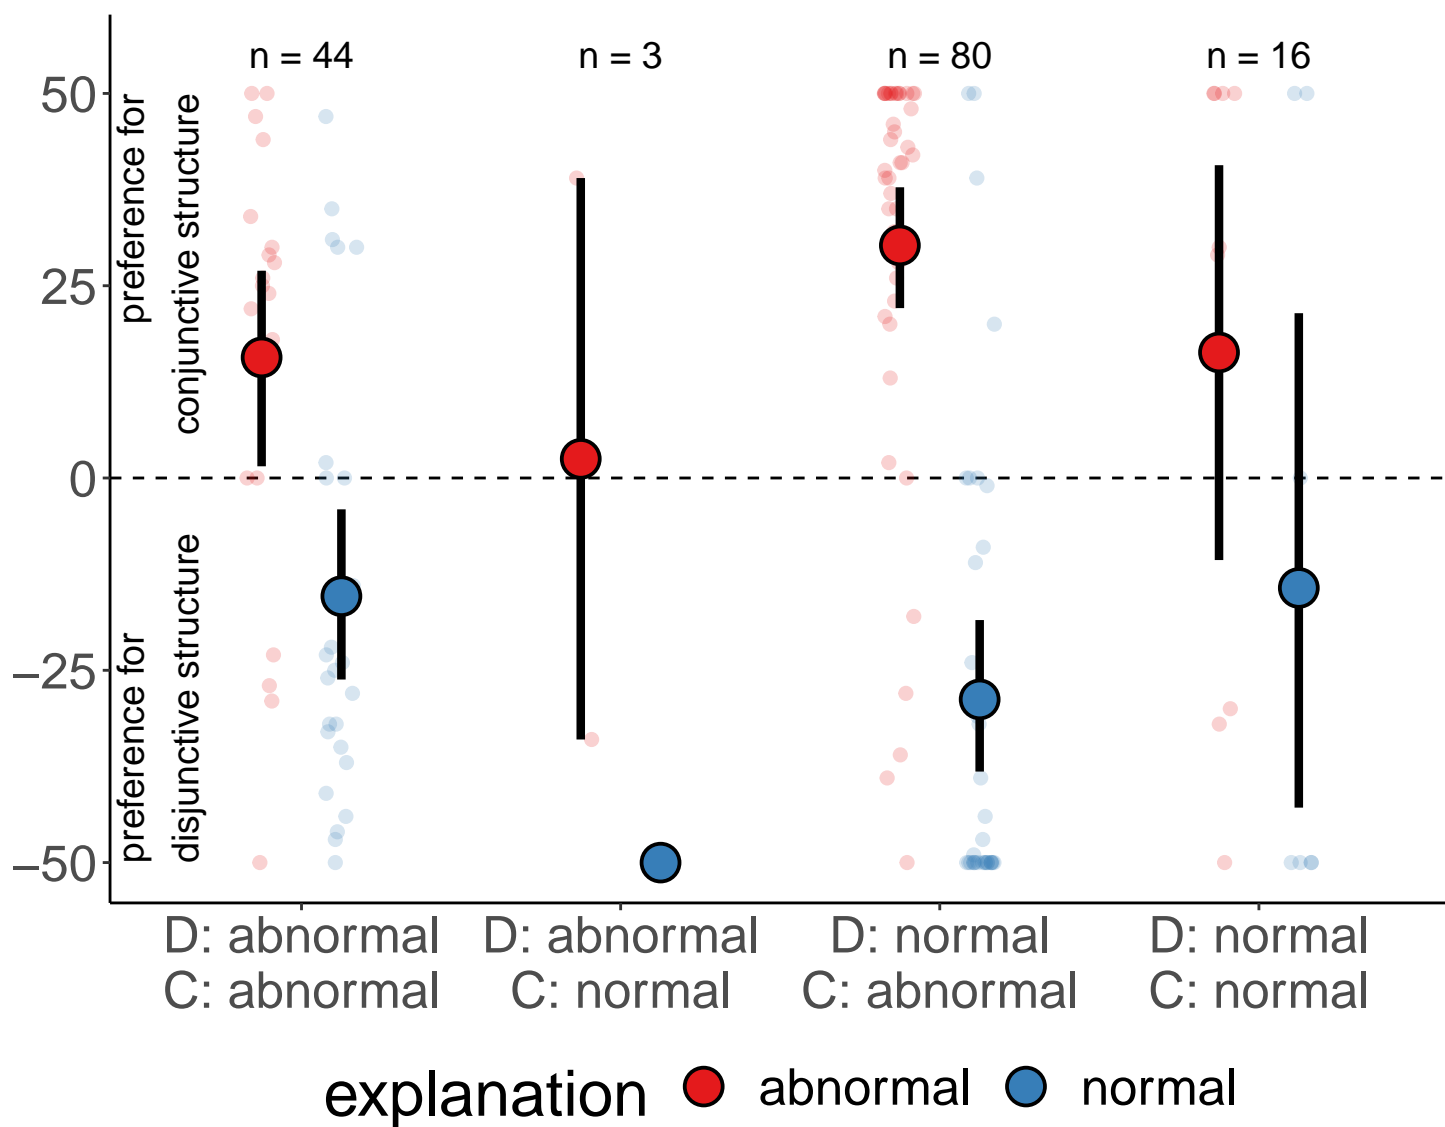 n = 44
n = 3
n = 80
n = 16
50
25
0
−25
−50
preference for
conjunctive structure
preference for
disjunctive structure
D: abnormal
C: abnormal
D: abnormal
C: normal
D: normal
C: abnormal
D: normal
C: normal
explanation abnormal normal